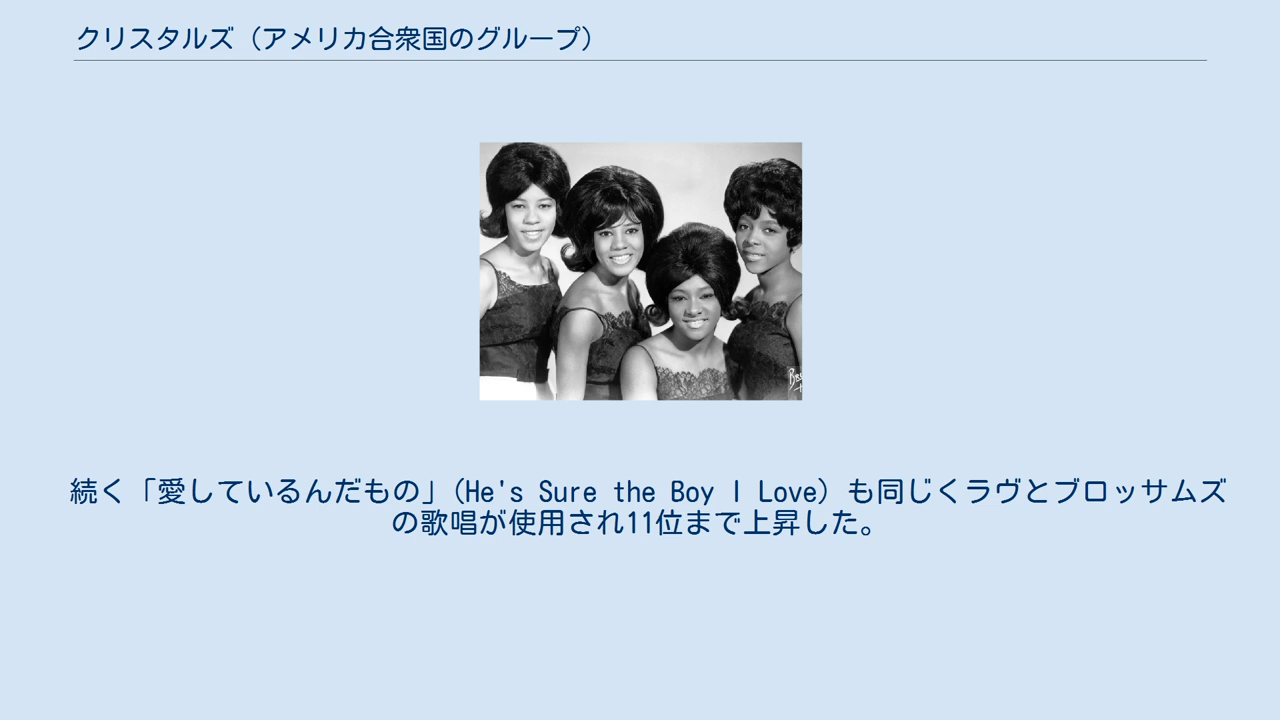 クリスタルズ（アメリカ合衆国のグループ）
続く「愛しているんだもの」（He's Sure the Boy I Love）も同じくラヴとブロッサムズ
の歌唱が使用され11位まで上昇した。